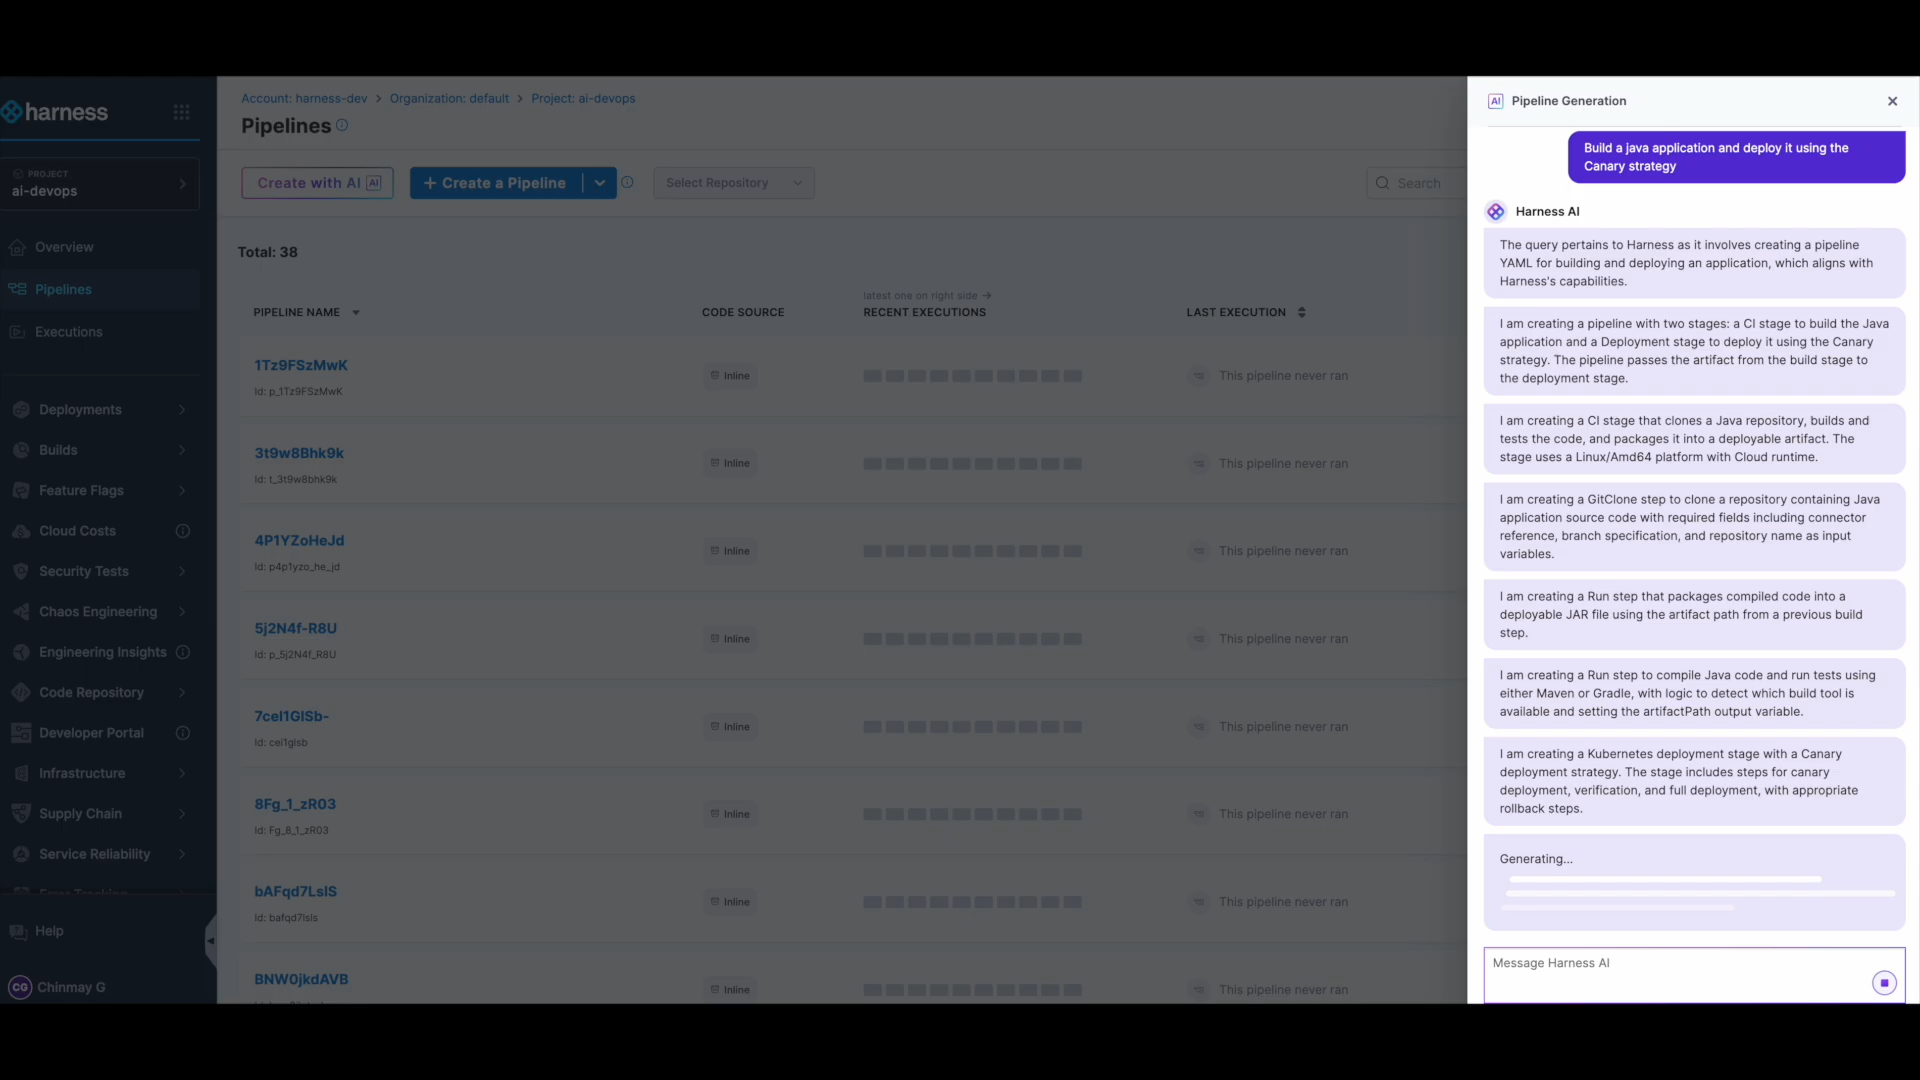 harness
PROJECT
ai-devops
Overview
Pipelines
Executions
Deployments
Builds
Feature Flags
Cloud Costs
Security Tests
Chaos Engineering
Engineering Insights
Code Repository
Developer Portal
Infrastructure
Supply Chain
Service Reliability
Error Tracking
Help
CG Chinmay G
Account: harness-dev > Organization: default > Project: ai-devops
Pipelines
Create with AI AI
+ Create a Pipeline
Select Repository
Search
Total: 38
latest one on right side →
PIPELINE NAME CODE SOURCE RECENT EXECUTIONS LAST EXECUTION
1Tz9FSzMwK
Id: p_1Tz9FSzMwK
Inline
This pipeline never ran
3t9w8Bhk9k
Id: t_3t9w8bhk9k
Inline
This pipeline never ran
4P1YZoHeJd
Id: p4p1yzo_he_jd
Inline
This pipeline never ran
5j2N4f-R8U
Id: p_5j2N4f_R8U
Inline
This pipeline never ran
Inline
This pipeline never ran
8Fg_1_zR03
Id: Fg_8_1_zR03
Inline
This pipeline never ran
Inline
This pipeline never ran
BNW0jkdAVB
Inline
This pipeline never ran
AI Pipeline Generation
Build a java application and deploy it using the
Canary strategy
Harness AI
The query pertains to Harness as it involves creating a pipeline
YAML for building and deploying an application, which aligns with
Harness's capabilities.
I am creating a pipeline with two stages: a CI stage to build the Java
application and a Deployment stage to deploy it using the Canary
strategy. The pipeline passes the artifact from the build stage to
the deployment stage.
I am creating a CI stage that clones a Java repository, builds and
tests the code, and packages it into a deployable artifact. The
stage uses a Linux/Amd64 platform with Cloud runtime.
I am creating a GitClone step to clone a repository containing Java
application source code with required fields including connector
reference, branch specification, and repository name as input
variables.
I am creating a Run step that packages compiled code into a
deployable JAR file using the artifact path from a previous build
step.
I am creating a Run step to compile Java code and run tests using
either Maven or Gradle, with logic to detect which build tool is
available and setting the artifactPath output variable.
I am creating a Kubernetes deployment stage with a Canary
deployment strategy. The stage includes steps for canary
deployment, verification, and full deployment, with appropriate
rollback steps.
Generating...
Message Harness AI